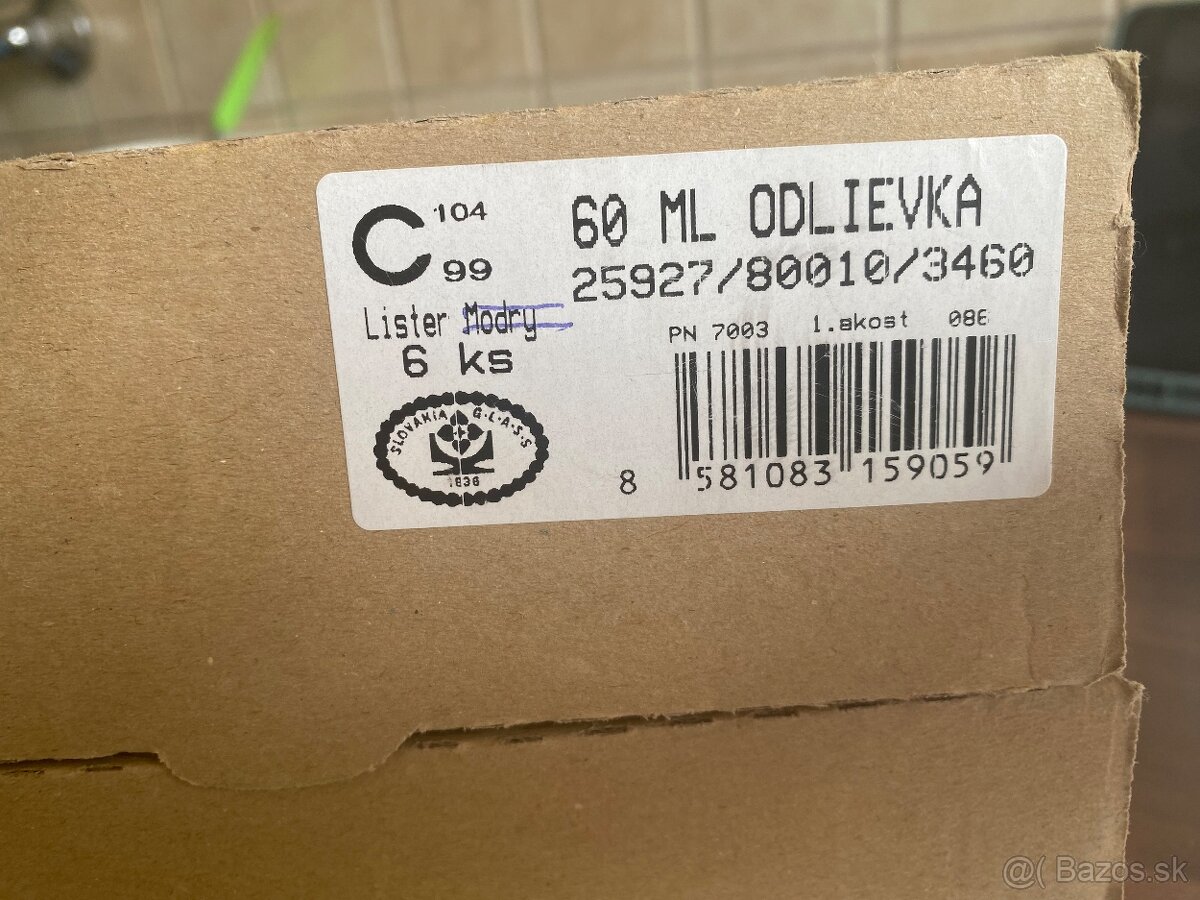 C 104 99
60 ML ODLIEVKA
25927/80010/3460
Lister Modry
6 ks
PN 7003 1.akost 086
SLOVAKIA G·L·A·S·S
1836
8 581083 159059
@( Bazos.sk